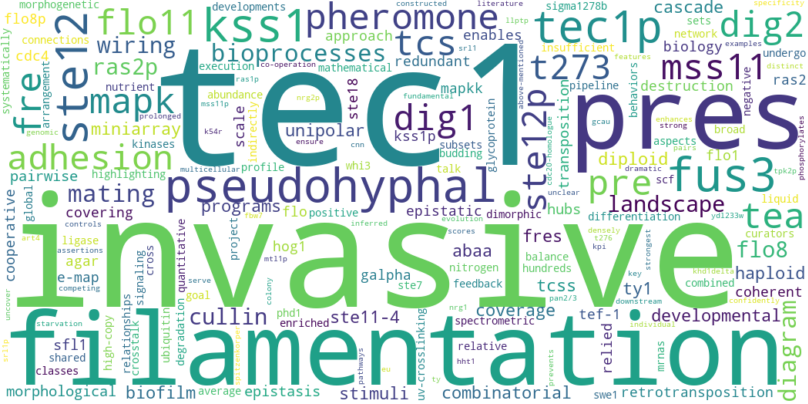 morphogenetic
flo8p
connections
cdc4
systematically
arrangement
fre
ste12
flo11
wiring
ras2p
nutrient
mapk
prolonged
miniarray
kinases
adhesion
developments
kss1
bioprocesses
execution
ras1p
abundance
mss11p
scale
indirectly
k54r
profile
highlighting
pheromone
constructed
approach
co-operation
mathematical
ste18
nrg2p
unipolar
ensure
cnn
multicellular
subsets
whi3
literature
enables
tcs
redundant
mapkk
fundamental
dig1
kss1p
budding
talk
glycoprotein
llptp
srl1
above-mentioned
sigma1278b
tec1p
insufficient
t273
pipeline
ste12p
transposition
cdc20-homologue
cascade
sets
network
biology
features
mss11
behaviors
destruction
genomic
gcau
specificity
dig2
examples
undergo
distinct
ras2
negative
phosphorylates
tec1
pres
pairwise
mating
pseudohyphal
pre
diploid
enhances
strong
broad
aspects
flo1
pairs
fus3
dramatic
scf
tpk2p
unclear
landscape
tea
global
covering
cooperative
controls
art4
ligase
assertions
agar
e-map
competing
programs
flo
positive
fbw7
inferred
project
quantitative
epistatic
dimorphic
evolution
hog1
mtl1p
scores
serve
goal
cross
signaling
abaa
galpha
nitrogen
ste7
feedback
hubs
differentiation
ydl233w
fres
densely
balance
t276
hundreds
kpi
key
strongest
liquid
curators
combined
flo8
haploid
coherent
confidently
invasive
uncover
starvation
sfl1
shared
classes
high-copy
relationships
crosstalk
ubiquitin
degradation
cullin
enriched
ste11-4
phd1
colony
pathways
spectrometric
relative
hht1
uv-crosslinking
nrg1
coverage
tcss
ty1
tef-1
relied
mrnas
pan2/3
khd1delta
downstream
developmental
individual
prevents
diagram
filamentation
morphological
biofilm
average
epistasis
stimuli
eu
ty
combinatorial
swe1
retrotransposition